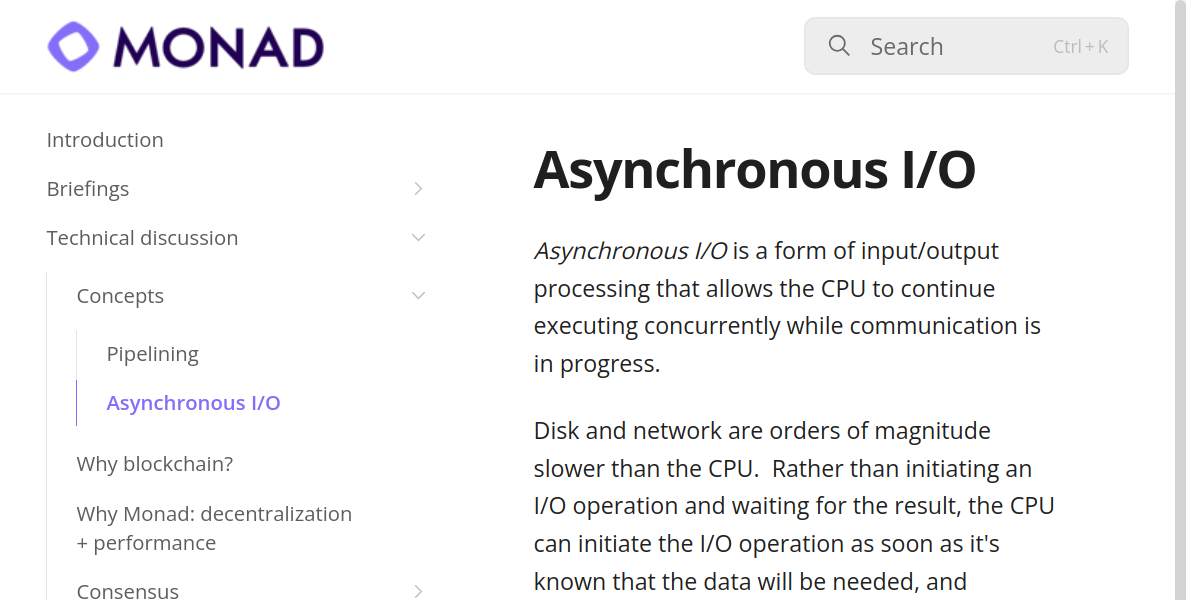 MONAD
Search
Ctrl + K
Introduction
Briefings
Technical discussion
Concepts
Pipelining
Asynchronous I/O
Why blockchain?
Why Monad: decentralization
+ performance
Consensus
Asynchronous I/O
Asynchronous I/O is a form of input/output
processing that allows the CPU to continue
executing concurrently while communication is
in progress.
Disk and network are orders of magnitude
slower than the CPU.  Rather than initiating an
I/O operation and waiting for the result, the CPU
can initiate the I/O operation as soon as it's
known that the data will be needed, and